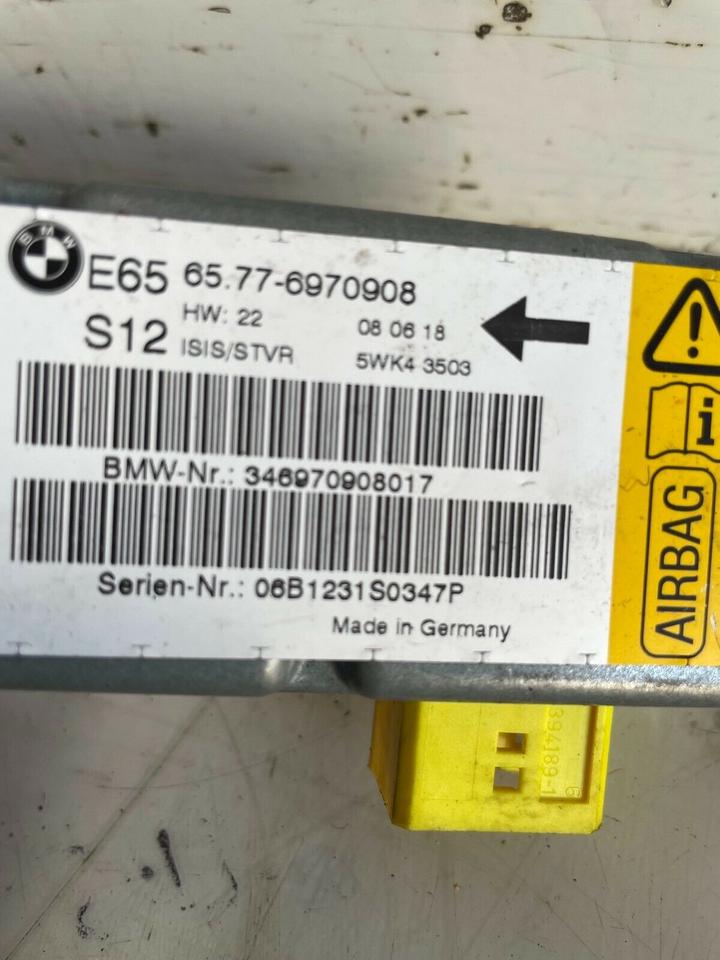 BMW
E65 65.77-6970908
S12 HW: 22 08 06 18
ISIS/STVR 5WK4 3503
BMW-Nr.: 346970908017
Serien-Nr.: 06B1231S0347P
Made in Germany
!
i
AIRBAG
394189-1
6